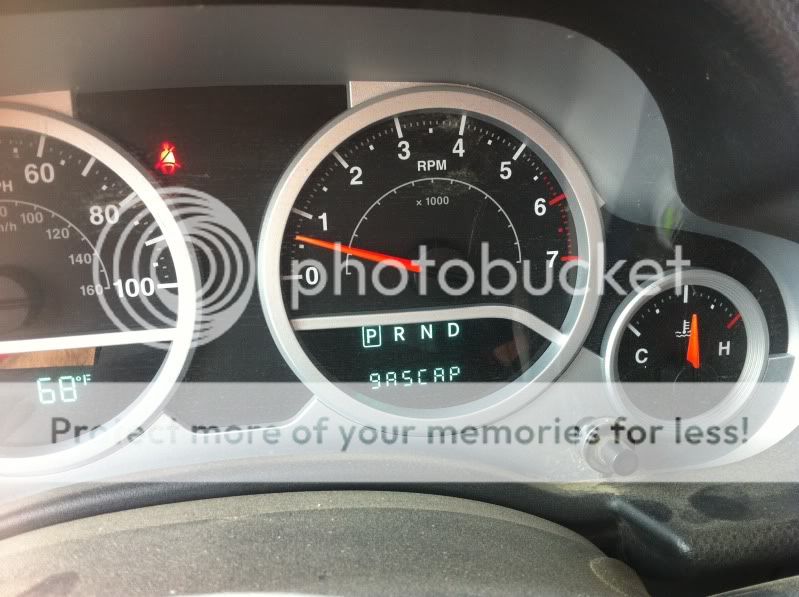 60
80
100
PH
100
120
140
160
m/h
68°F
0
1
2
3
4
5
6
7
RPM
× 1000
P R N D
gASCAP
C H
photobucket
Protect more of your memories for less!